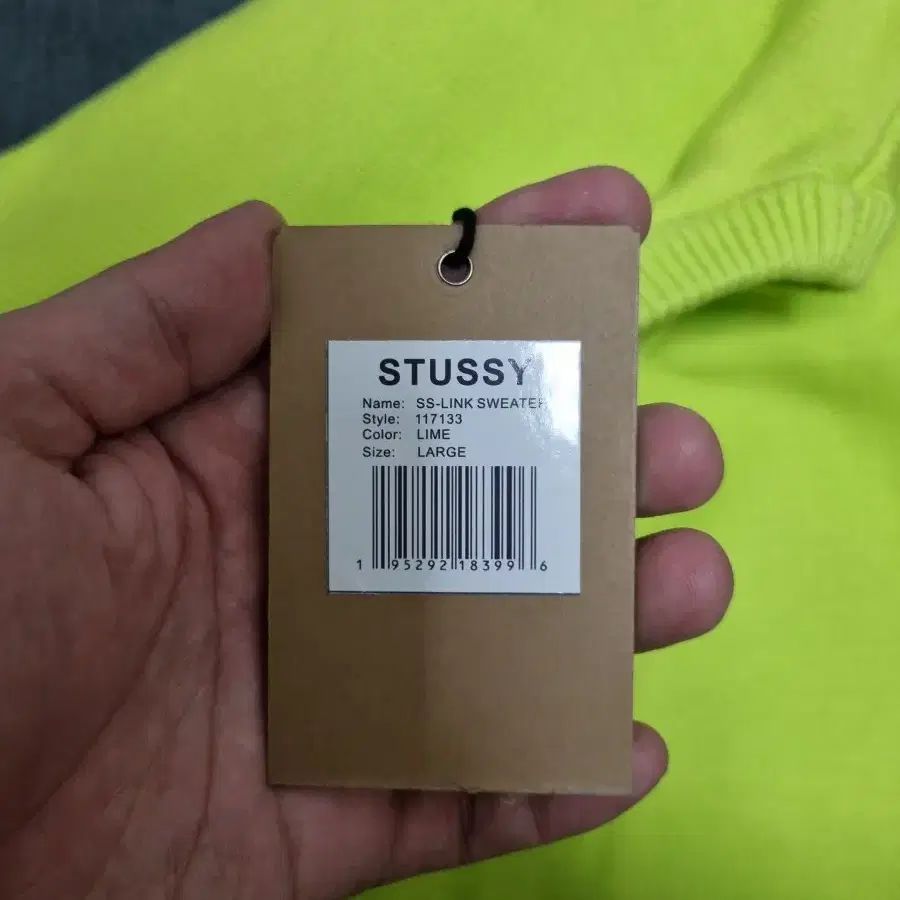 STUSSY
Name: SS-LINK SWEATER
Style: 117133
Color: LIME
Size: LARGE
1 95292 18399 6